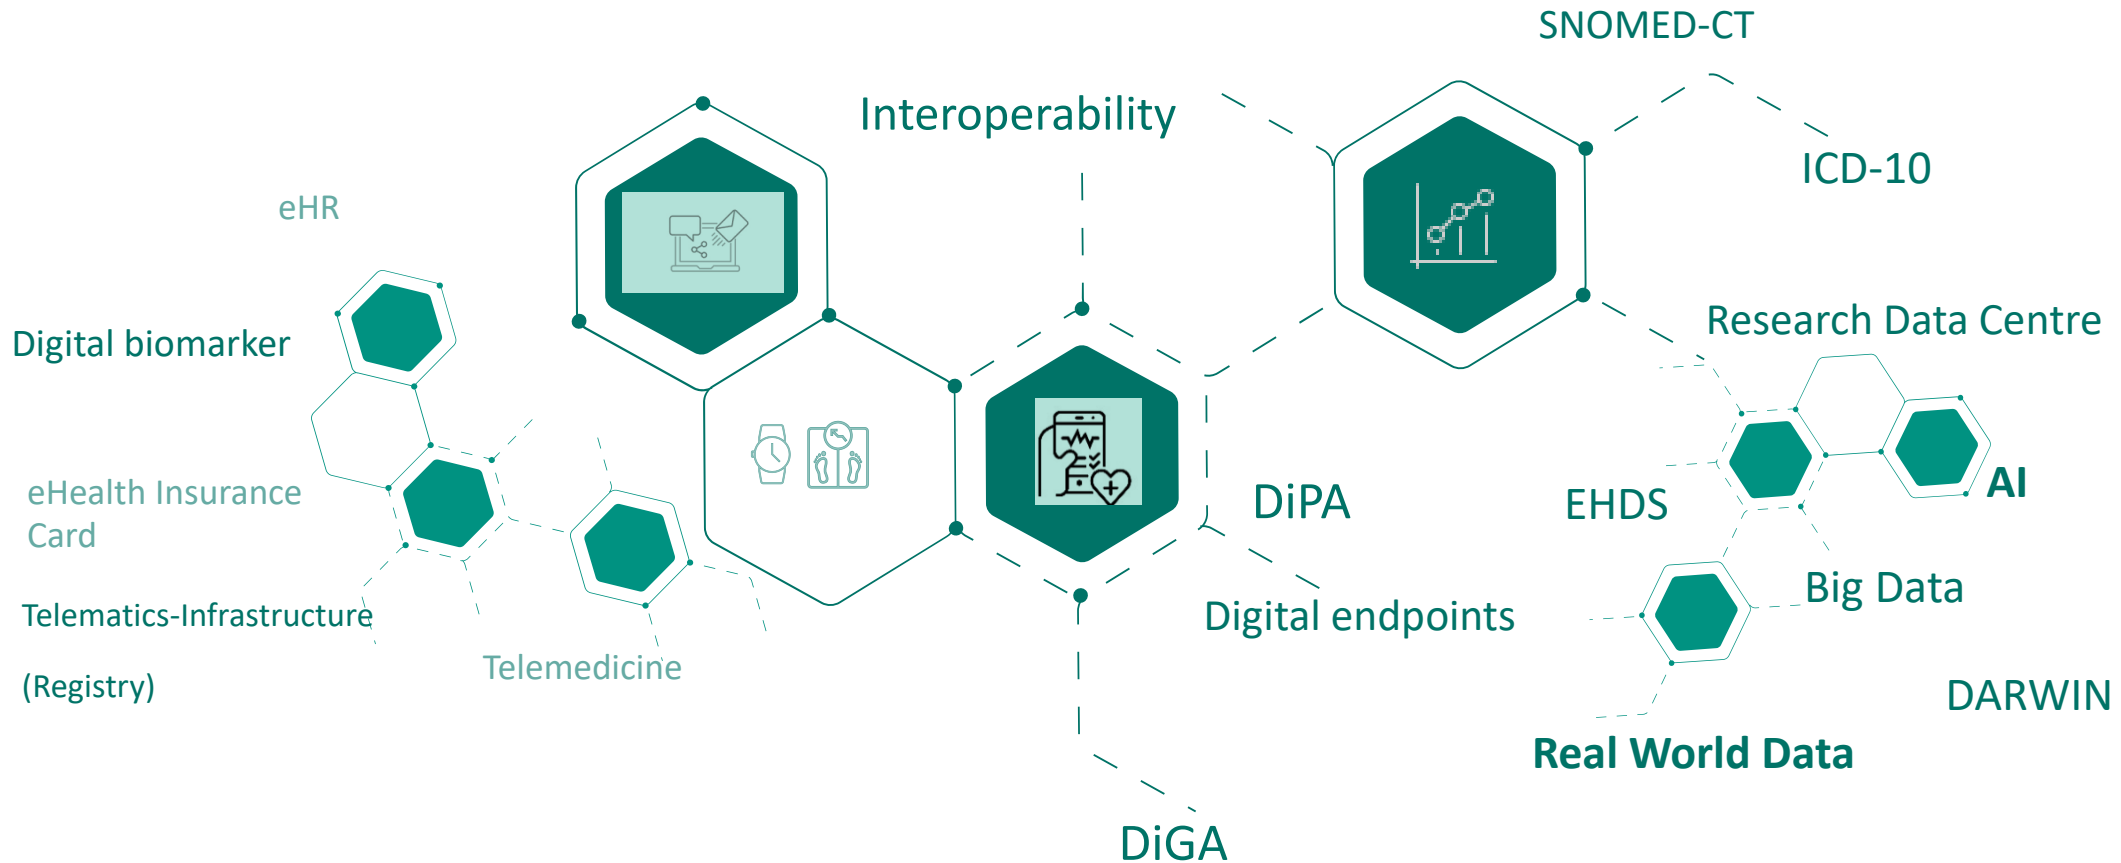 SNOMED-CT
Interoperability
ICD-10
eHR
Digital biomarker
Research Data Centre
eHealth Insurance
Card
DiPA
EHDS
AI
Telematics-Infrastructure
(Registry)
Telemedicine
Digital endpoints
Big Data
DARWIN
Real World Data
DiGA